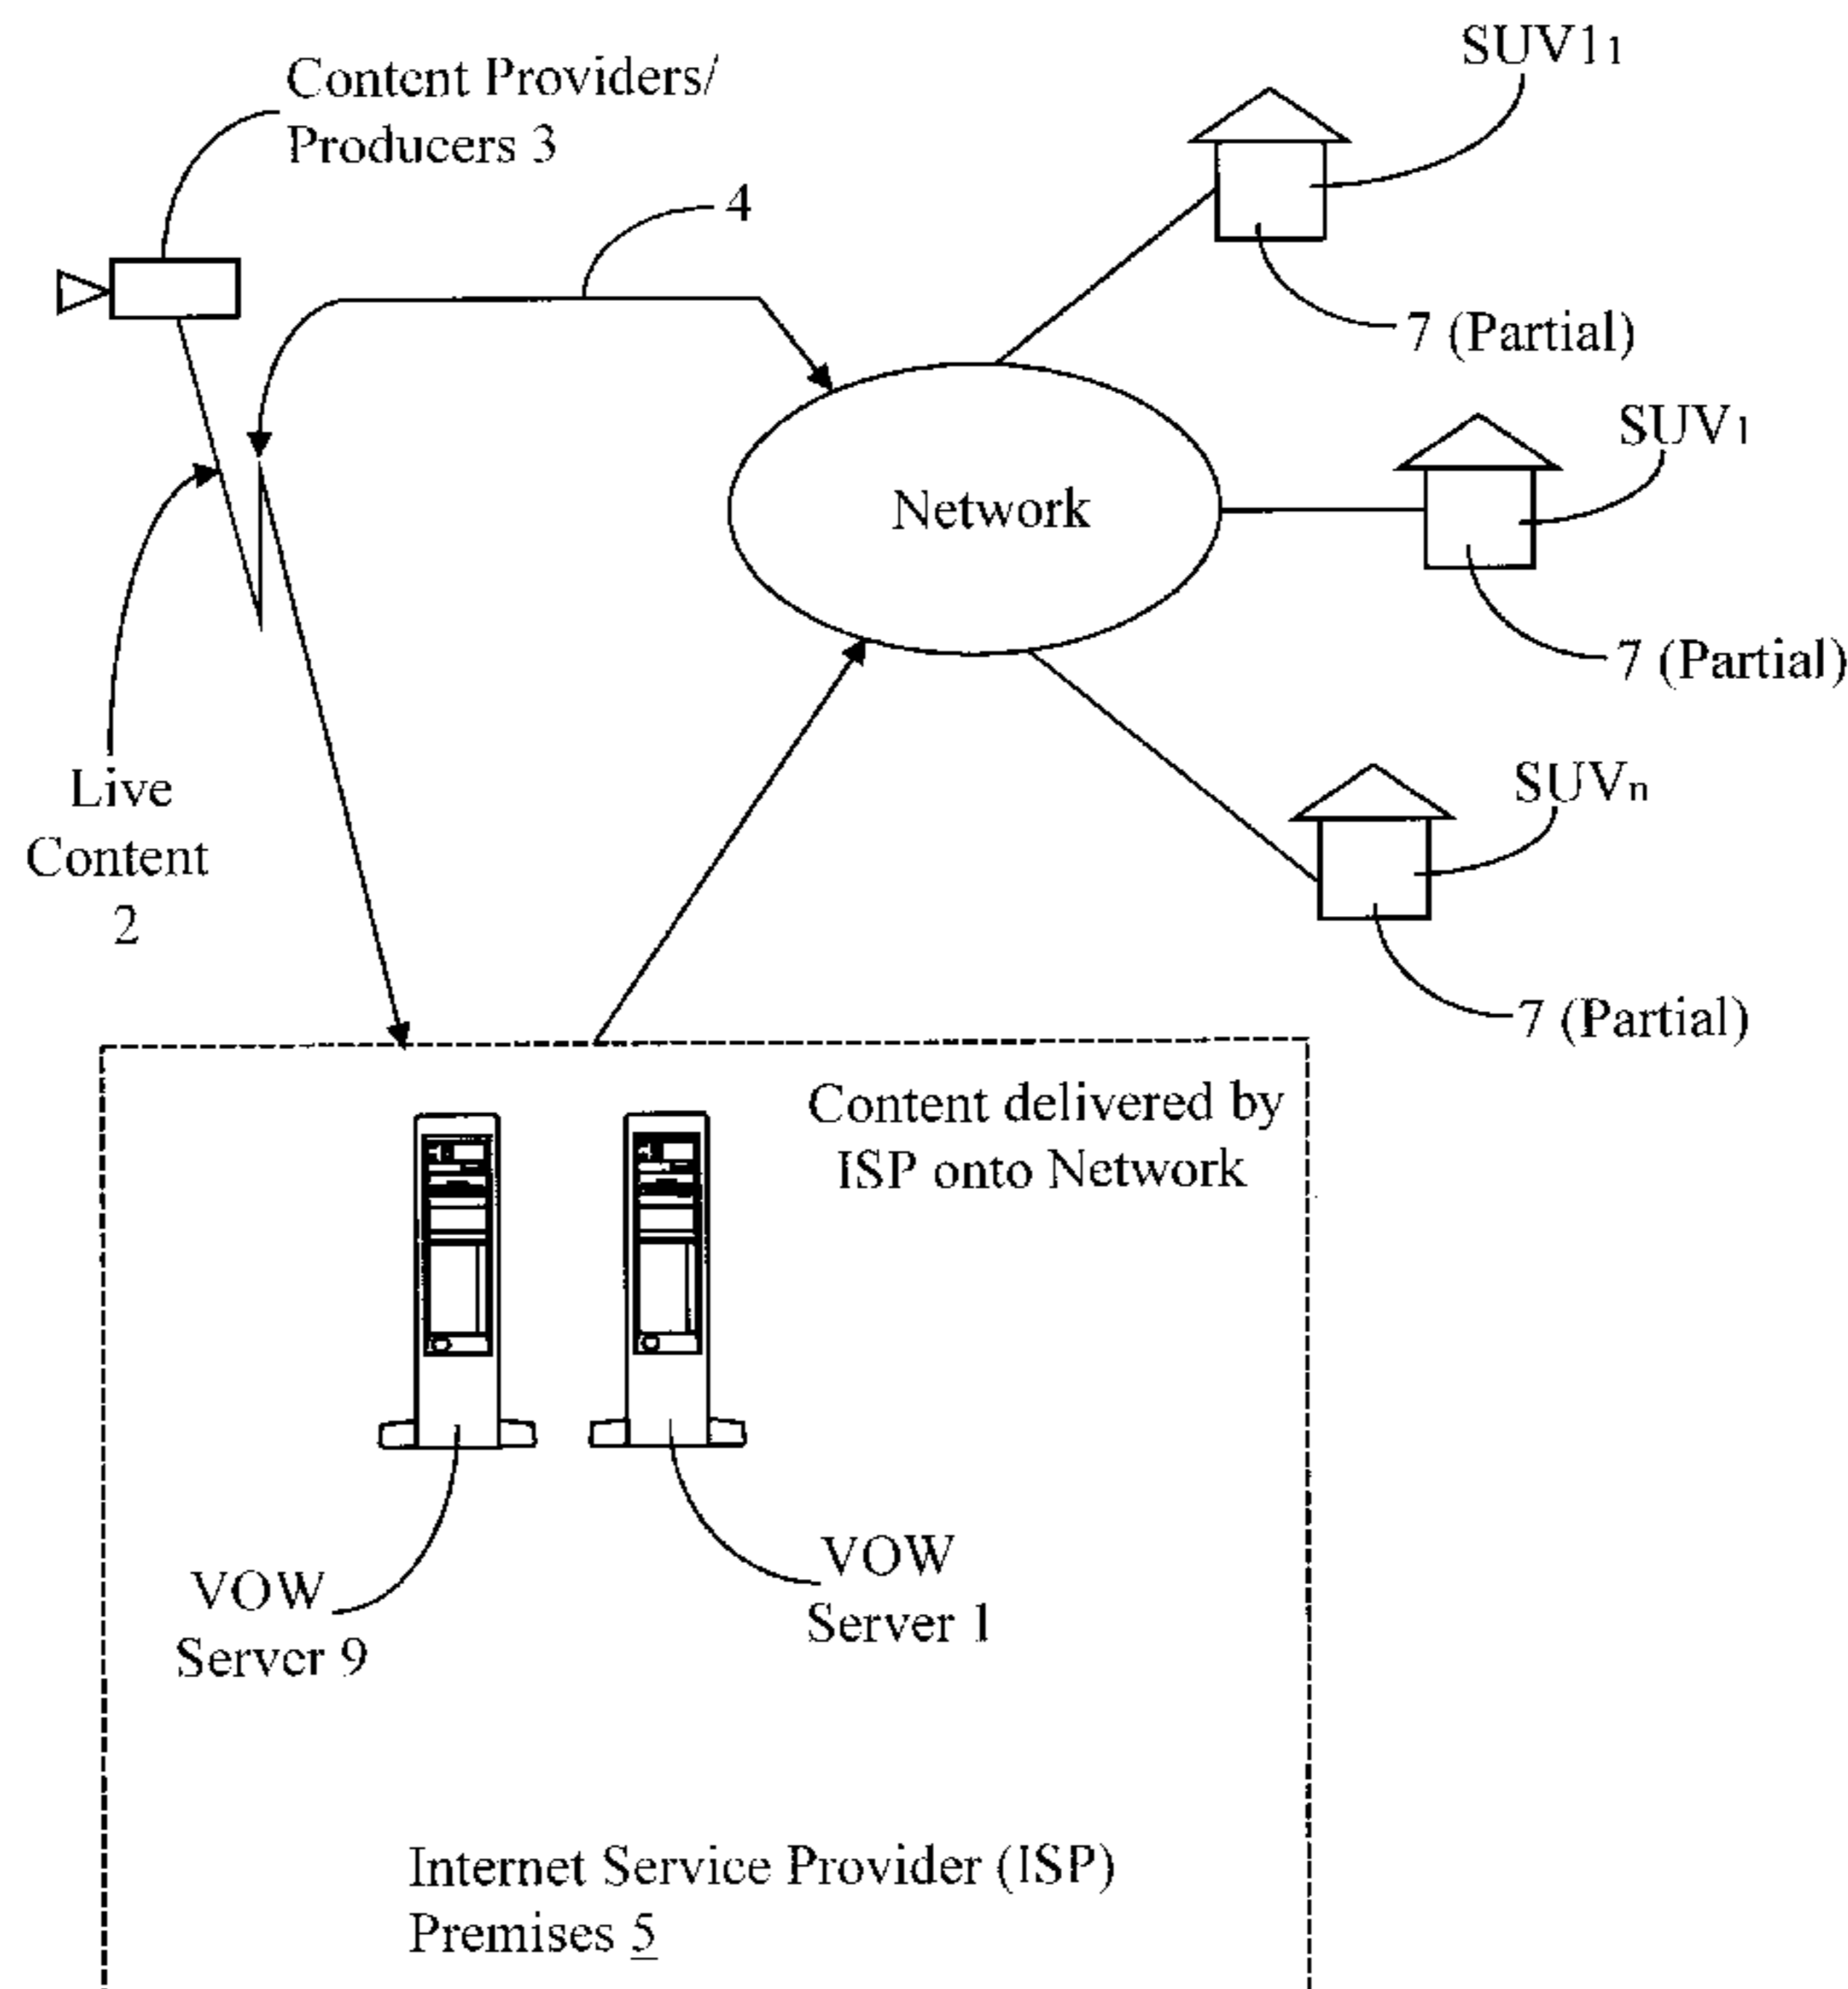 SUV1₁
Content Providers/
Producers 3
4
7 (Partial)
SUV₁
Network
7 (Partial)
SUVₙ
Live
Content
2
7 (Partial)
Content delivered by
ISP onto Network
VOW
Server 1
VOW
Server 9
Internet Service Provider (ISP)
Premises 5